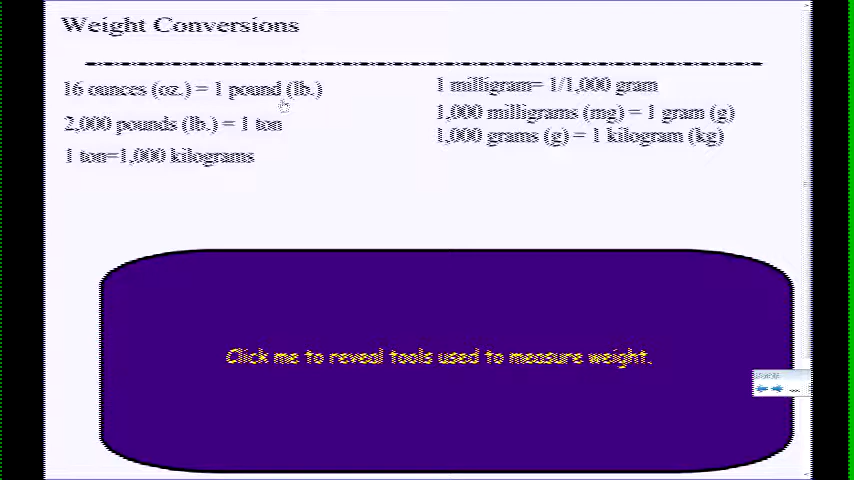 Weight Conversions
16 ounces (oz.) = 1 pound (lb.)
2,000 pounds (lb.) = 1 ton
1 ton=1,000 kilograms
1 milligram= 1/1,000 gram
1,000 milligrams (mg) = 1 gram (g)
1,000 grams (g) = 1 kilogram (kg)
Click me to reveal tools used to measure weight.